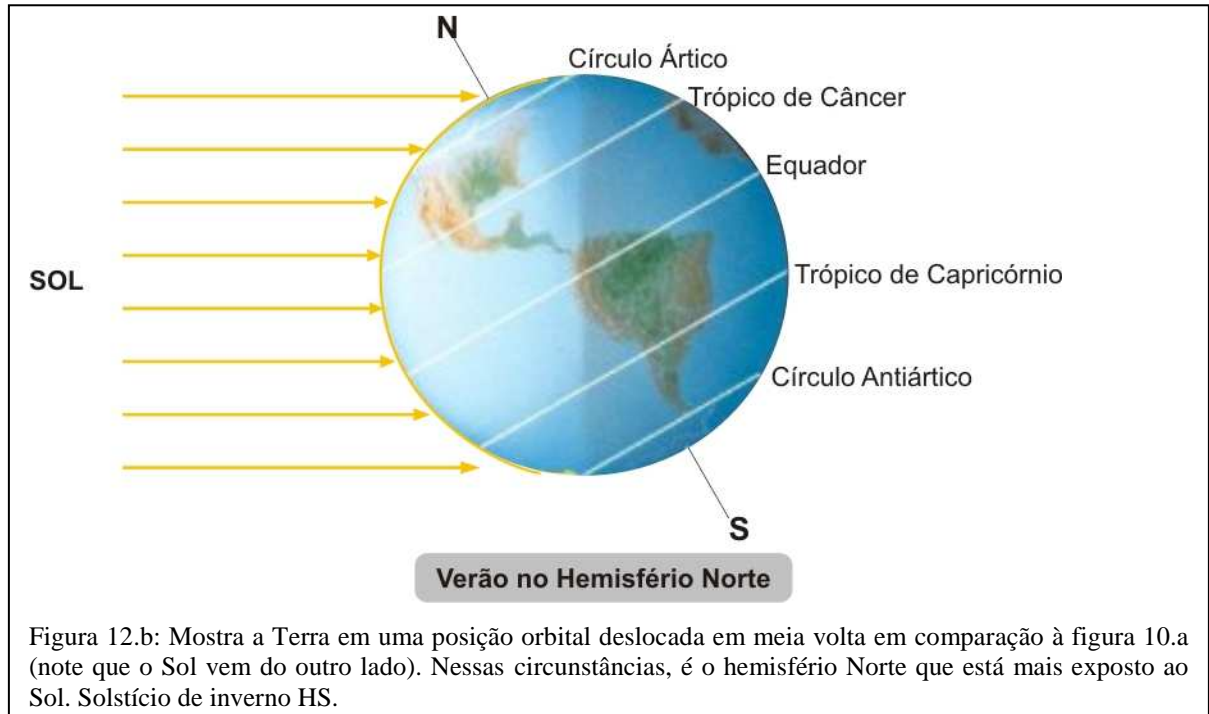 N
Círculo Ártico
Trópico de Câncer
Equador
SOL
Trópico de Capricórnio
Círculo Antiártico
S
Verão no Hemisfério Norte
Figura 12.b: Mostra a Terra em uma posição orbital deslocada em meia volta em comparação à figura 10.a
(note que o Sol vem do outro lado). Nessas circunstâncias, é o hemisfério Norte que está mais exposto ao
Sol. Solstício de inverno HS.